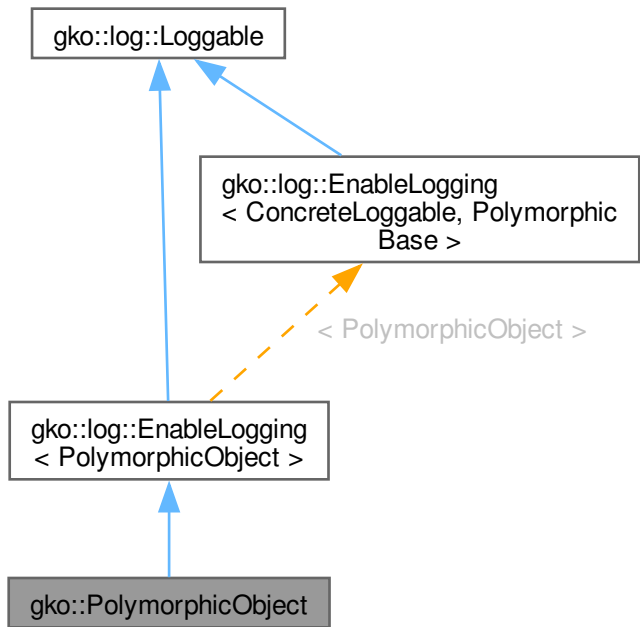 gko::log::Loggable
gko::log::EnableLogging
< ConcreteLoggable, Polymorphic
Base >
< PolymorphicObject >
gko::log::EnableLogging
< PolymorphicObject >
gko::PolymorphicObject